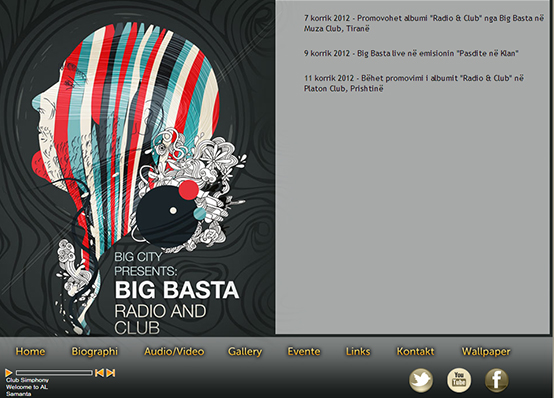 7 korrik 2012 - Promovohet albumi "Radio & Club" nga Big Basta në
Muza Club, Tiranë
9 korrik 2012 - Big Basta live në emisionin "Pasdite në Klan"
11 korrik 2012 - Bëhet promovimi i albumit "Radio & Club" në
Platon Club, Prishtinë
BIG CITY
PRESENTS:
BIG BASTA
RADIO AND
CLUB
Home Biographi Audio/Video Gallery Evente Links Kontakt Wallpaper
Club Simphony
Welcome to AL
Samanta
You
Tube
f